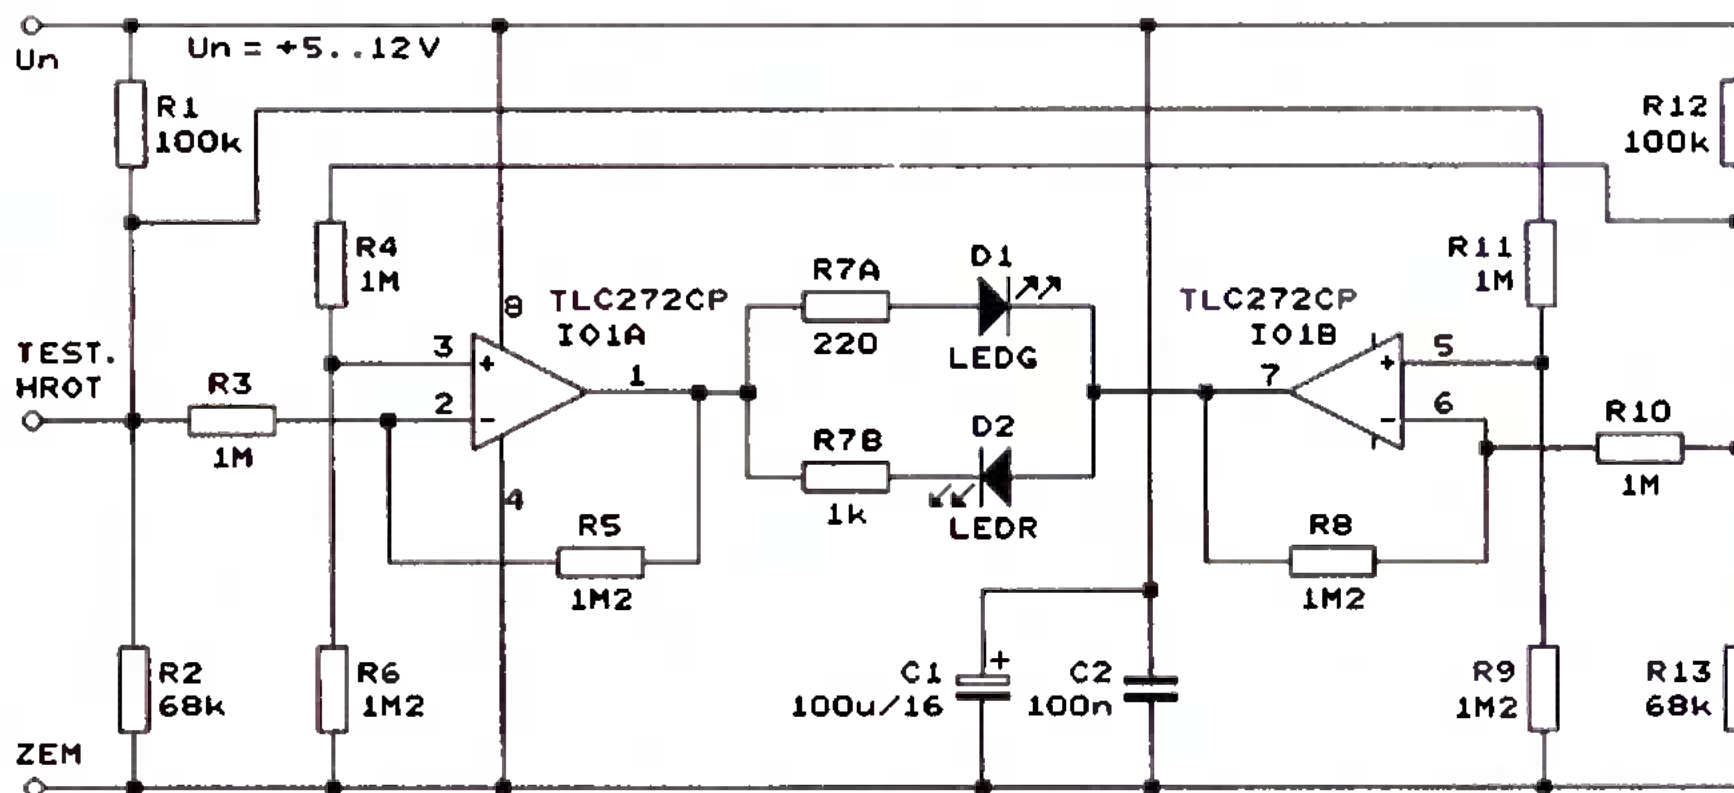 Un
Un = +5..12V
R1
100k
R12
100k
R4
1M
R11
1M
8
TLC272CP
IO1A
R7A
220
D1
LEDG
TLC272CP
IO1B
TEST.
HROT
R3
1M
3
+
2
-
1
7
5
+
6
-
R10
1M
4
R7B
1k
D2
LEDR
R5
1M2
R8
1M2
R2
68k
R6
1M2
C1
100u/16
+
C2
100n
R9
1M2
R13
68k
ZEM